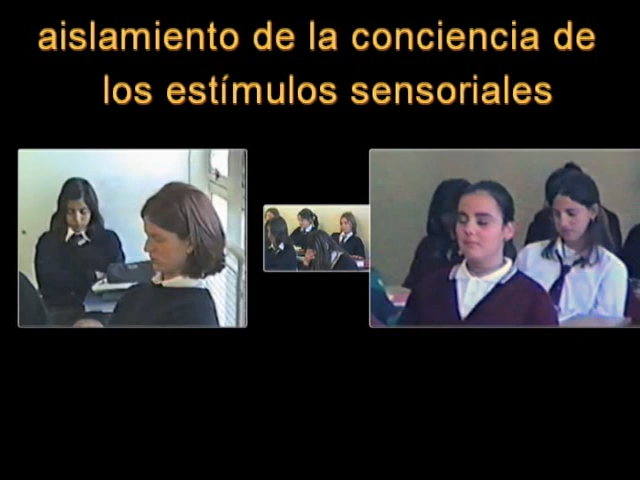 aislamiento de la conciencia de
los estímulos sensoriales